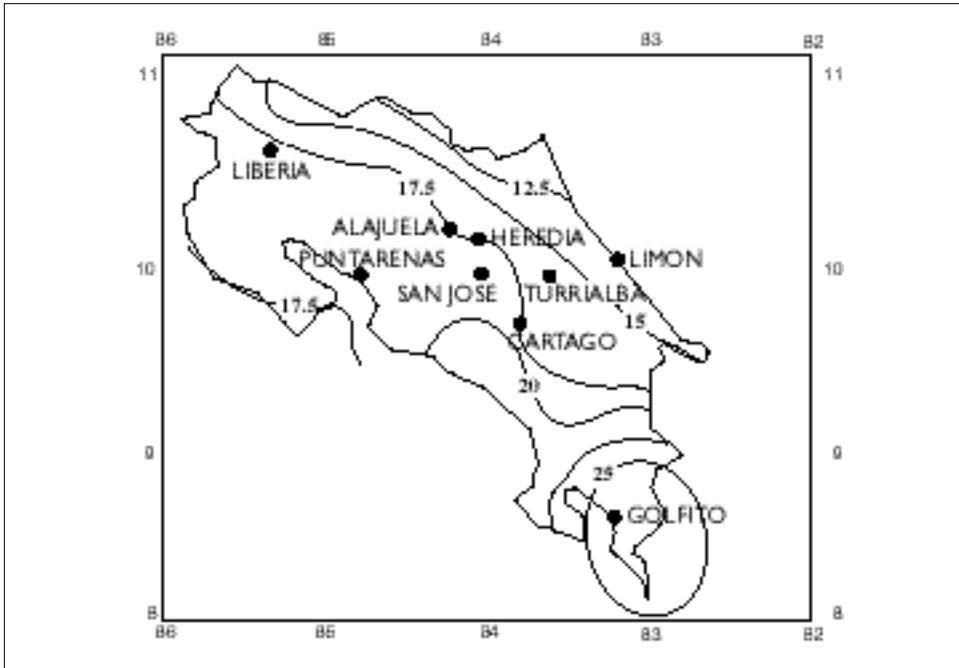 86 85 84 83 82
11 11
LIBERIA
17.5 12.5
ALAJUELA HEREDIA
PUNTARENAS LIMON
10 10
SAN JOSE TURRIALBA
17.5 15
CARTAGO
20
9 9
25
GOLFITO
8 8
86 85 84 83 82